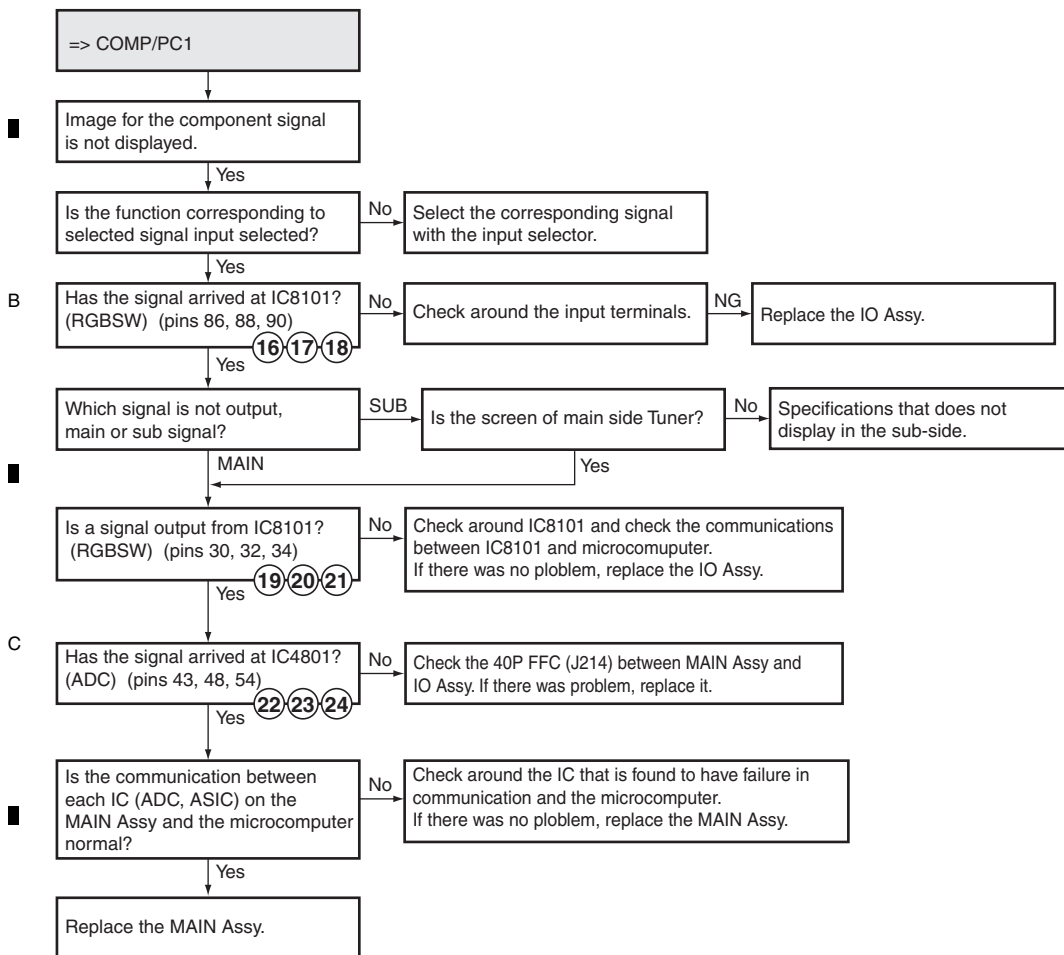 => COMP/PC1
Image for the component signal
is not displayed.
Yes
Is the function corresponding to
selected signal input selected?
No
Select the corresponding signal
with the input selector.
Yes
B
Has the signal arrived at IC8101?
(RGBSW) (pins 86, 88, 90)
16 17 18
No
Check around the input terminals.
NG
Replace the IO Assy.
Yes
Which signal is not output,
main or sub signal?
SUB
Is the screen of main side Tuner?
No
Specifications that does not
display in the sub-side.
MAIN
Yes
Is a signal output from IC8101?
(RGBSW) (pins 30, 32, 34)
19 20 21
No
Check around IC8101 and check the communications
between IC8101 and microcomuputer.
If there was no ploblem, replace the IO Assy.
Yes
C
Has the signal arrived at IC4801?
(ADC) (pins 43, 48, 54)
22 23 24
No
Check the 40P FFC (J214) between MAIN Assy and
IO Assy. If there was problem, replace it.
Yes
Is the communication between
each IC (ADC, ASIC) on the
MAIN Assy and the microcomputer
normal?
No
Check around the IC that is found to have failure in
communication and the microcomputer.
If there was no ploblem, replace the MAIN Assy.
Yes
Replace the MAIN Assy.